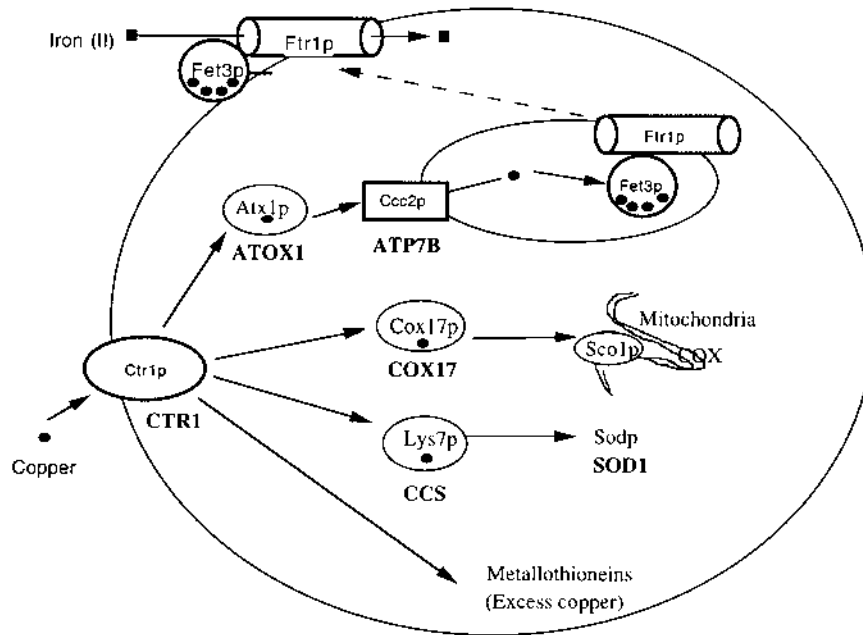 Iron (II)
Ftr1p
Fet3p
Ftr1p
Fet3p
Atx1p
Ccc2p
ATOX1
ATP7B
Cox17p
COX17
Mitochondria
Sco1p
COX
Ctr1p
CTR1
Copper
Lys7p
CCS
Sodp
SOD1
Metallothioneins
(Excess copper)